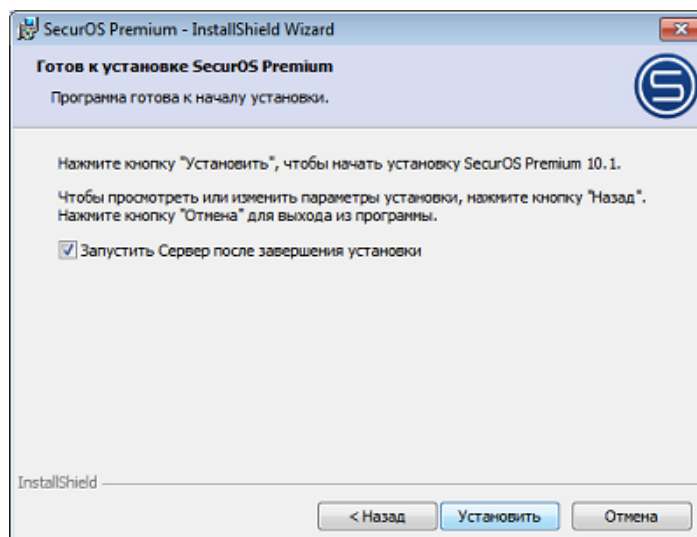 SecurOS Premium - InstallShield Wizard
Готов к установке SecurOS Premium
Программа готова к началу установки.
S
Нажмите кнопку "Установить", чтобы начать установку SecurOS Premium 10.1.
Чтобы просмотреть или изменить параметры установки, нажмите кнопку "Назад".
Нажмите кнопку "Отмена" для выхода из программы.
Запустить Сервер после завершения установки
InstallShield
< Назад
Установить
Отмена